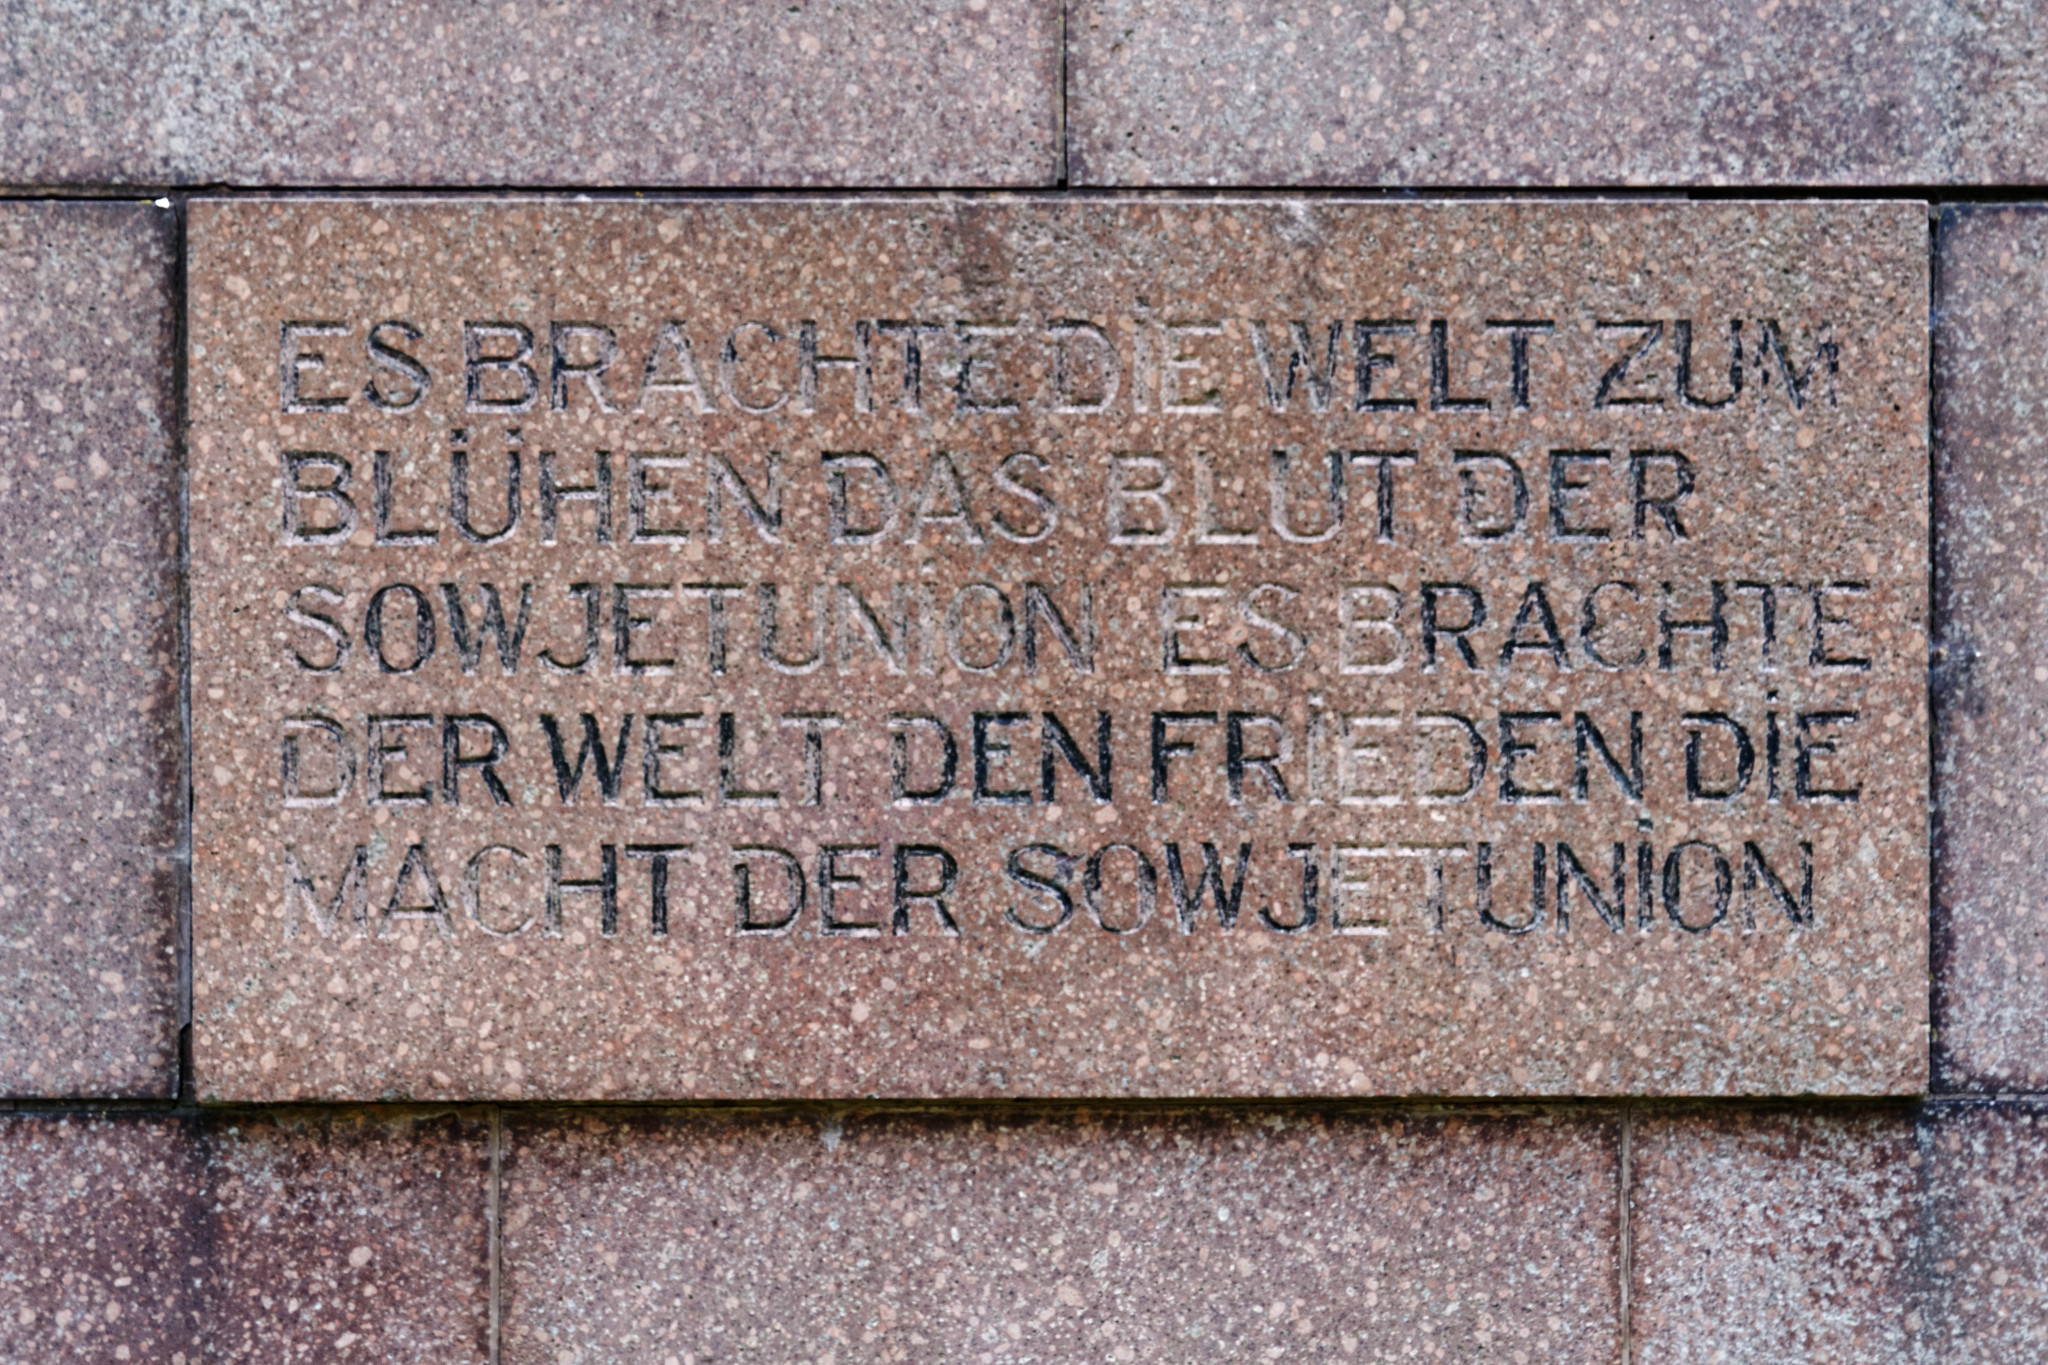 ES BRACHTE DIE WELT ZUM
BLÜHEN DAS BLUT DER
SOWJETUNION ES BRACHTE
DER WELT DEN FRIEDEN DIE
MACHT DER SOWJETUNION